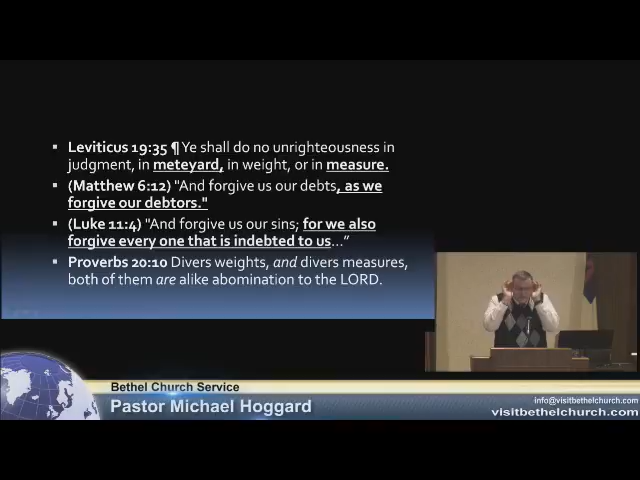 ▪ Leviticus 19:35 ¶ Ye shall do no unrighteousness in
judgment, in meteyard, in weight, or in measure.
▪ (Matthew 6:12) "And forgive us our debts, as we
forgive our debtors."
▪ (Luke 11:4) "And forgive us our sins; for we also
forgive every one that is indebted to us…"
▪ Proverbs 20:10 Divers weights, and divers measures,
both of them are alike abomination to the LORD.
Bethel Church Service
Pastor Michael Hoggard
info@visitbethelchurch.com
visitbethelchurch.com